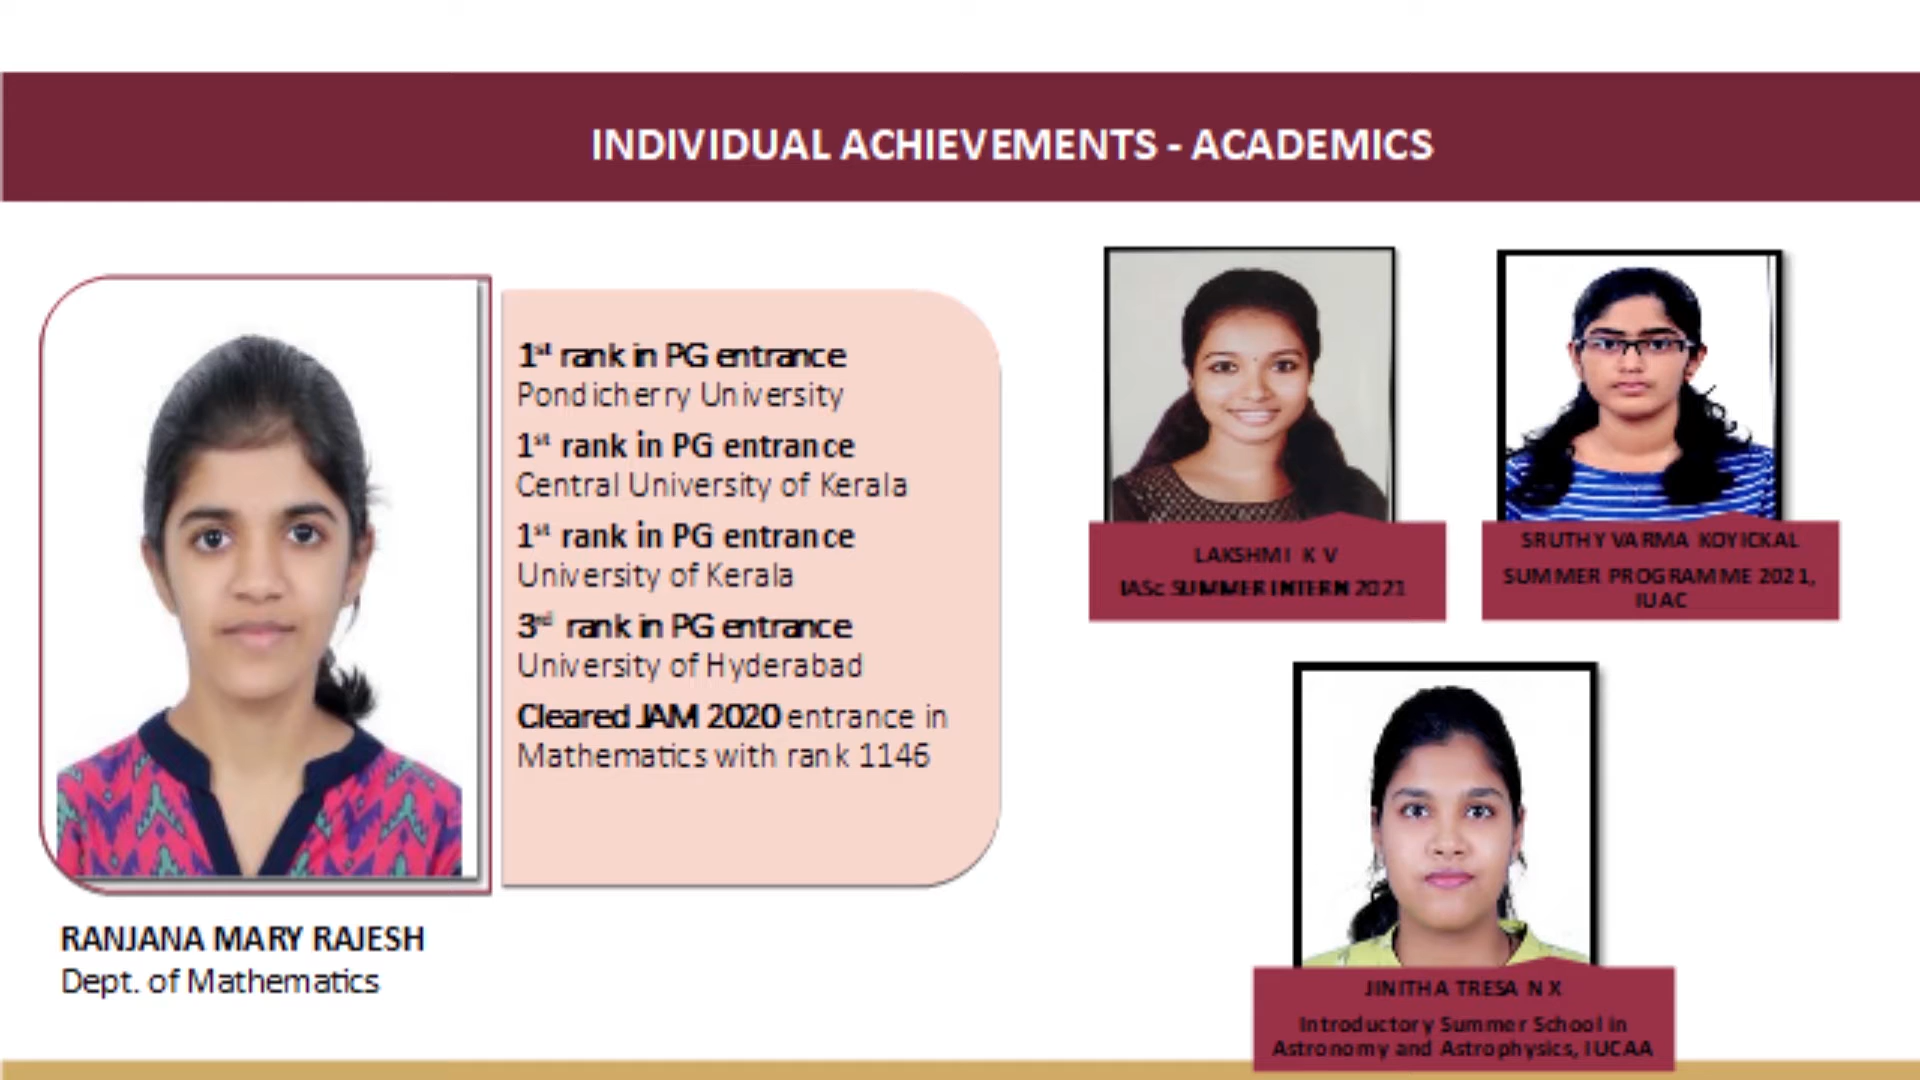 INDIVIDUAL ACHIEVEMENTS - ACADEMICS
1st rank in PG entrance
Pondicherry University
1st rank in PG entrance
Central University of Kerala
1st rank in PG entrance
University of Kerala
3rd rank in PG entrance
University of Hyderabad
Cleared JAM 2020 entrance in
Mathematics with rank 1146
RANJANA MARY RAJESH
Dept. of Mathematics
LAKSHMI K V
IASc SUMMER INTERN 2021
SRUTHY VARMA KOYICKAL
SUMMER PROGRAMME 2021,
IUAC
JINITHA TRESA N X
Introductory Summer School in
Astronomy and Astrophysics, IUCAA